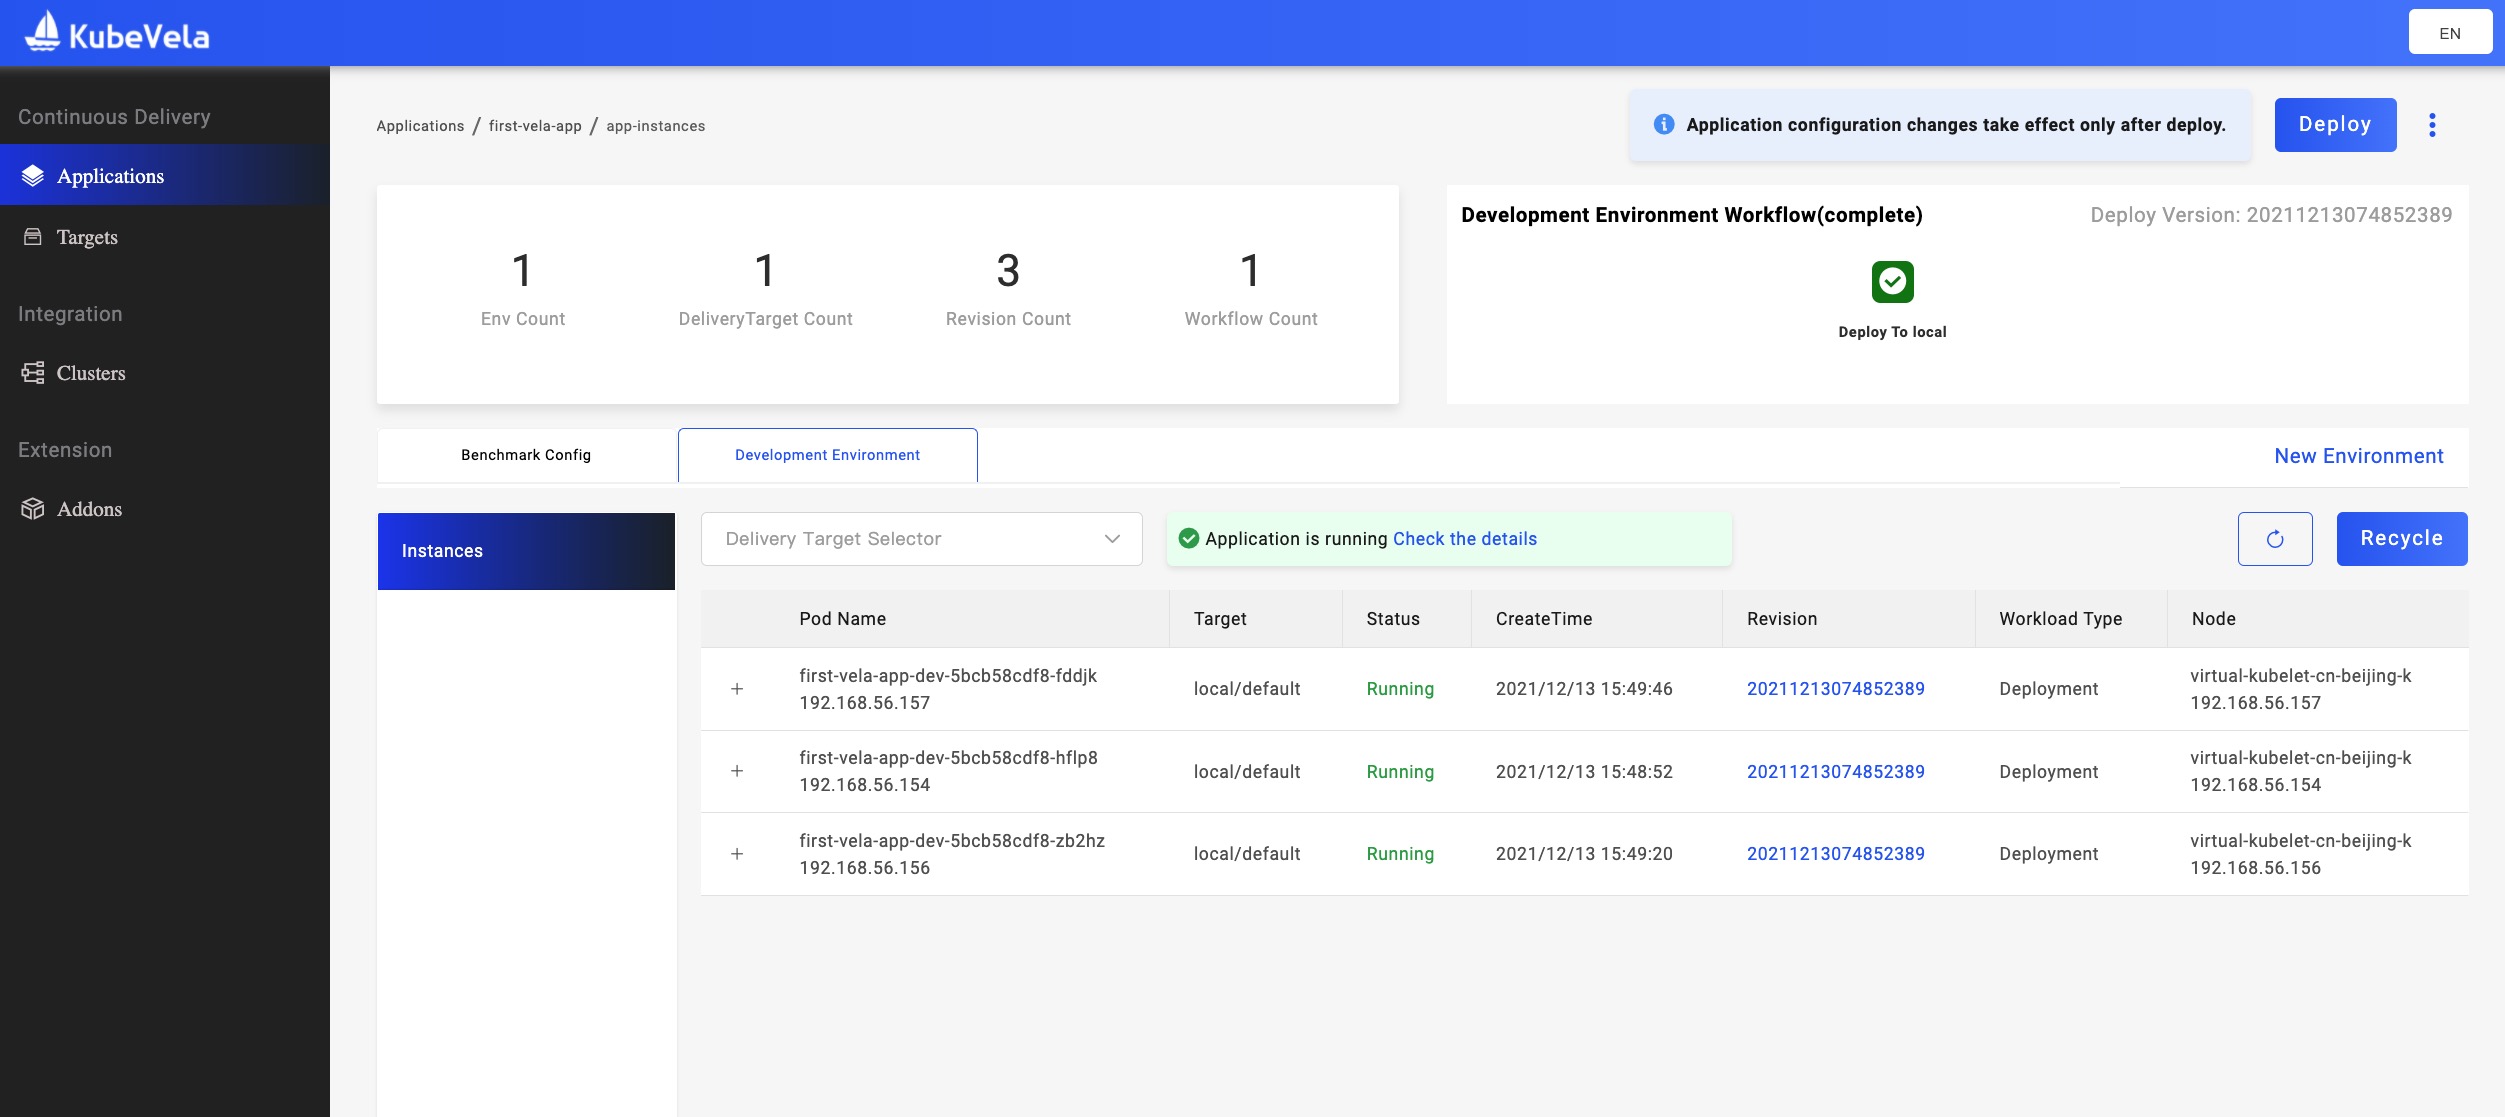 KubeVela
EN
Continuous Delivery
Applications
Targets
Integration
Clusters
Extension
Addons
Applications / first-vela-app / app-instances
Application configuration changes take effect only after deploy.
Deploy
1 1 3 1
Env Count DeliveryTarget Count Revision Count Workflow Count
Development Environment Workflow(complete) Deploy Version: 20211213074852389
Deploy To local
Benchmark Config Development Environment New Environment
Instances
Delivery Target Selector
Application is running Check the details
Recycle
Pod Name Target Status CreateTime Revision Workload Type Node
first-vela-app-dev-5bcb58cdf8-fddjk virtual-kubelet-cn-beijing-k
local/default Running 2021/12/13 15:49:46 20211213074852389 Deployment
192.168.56.157 192.168.56.157
first-vela-app-dev-5bcb58cdf8-hflp8 virtual-kubelet-cn-beijing-k
local/default Running 2021/12/13 15:48:52 20211213074852389 Deployment
192.168.56.154 192.168.56.154
first-vela-app-dev-5bcb58cdf8-zb2hz virtual-kubelet-cn-beijing-k
local/default Running 2021/12/13 15:49:20 20211213074852389 Deployment
192.168.56.156 192.168.56.156